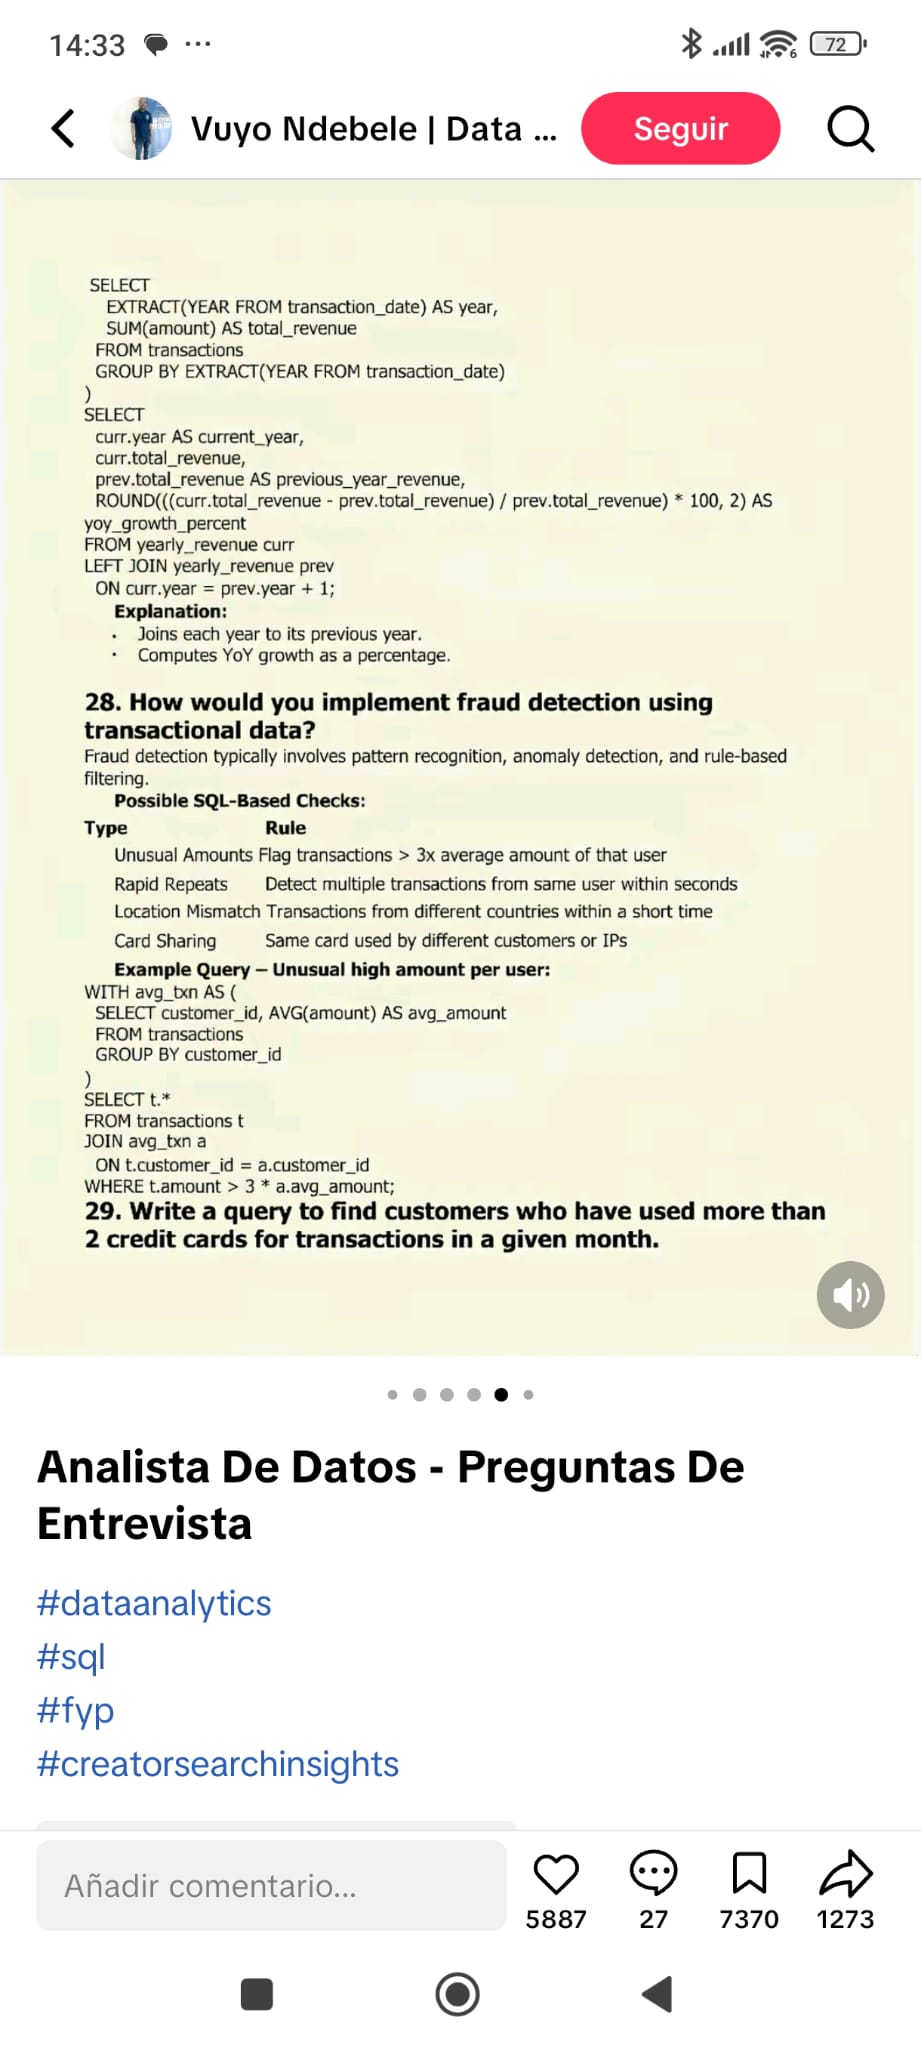 14:33 ...
72
6
Vuyo Ndebele | Data ...
Seguir
SELECT
EXTRACT(YEAR FROM transaction_date) AS year,
SUM(amount) AS total_revenue
FROM transactions
GROUP BY EXTRACT(YEAR FROM transaction_date)
)
SELECT
curr.year AS current_year,
curr.total_revenue,
prev.total_revenue AS previous_year_revenue,
ROUND(((curr.total_revenue - prev.total_revenue) / prev.total_revenue) * 100, 2) AS
yoy_growth_percent
FROM yearly_revenue curr
LEFT JOIN yearly_revenue prev
ON curr.year = prev.year + 1;
Explanation:
· Joins each year to its previous year.
· Computes YoY growth as a percentage.
28. How would you implement fraud detection using
transactional data?
Fraud detection typically involves pattern recognition, anomaly detection, and rule-based
filtering.
Possible SQL-Based Checks:
Type Rule
Unusual Amounts Flag transactions > 3x average amount of that user
Rapid Repeats Detect multiple transactions from same user within seconds
Location Mismatch Transactions from different countries within a short time
Card Sharing Same card used by different customers or IPs
Example Query – Unusual high amount per user:
WITH avg_txn AS (
SELECT customer_id, AVG(amount) AS avg_amount
FROM transactions
GROUP BY customer_id
)
SELECT t.*
FROM transactions t
JOIN avg_txn a
ON t.customer_id = a.customer_id
WHERE t.amount > 3 * a.avg_amount;
29. Write a query to find customers who have used more than
2 credit cards for transactions in a given month.
Analista De Datos - Preguntas De
Entrevista
#dataanalytics
#sql
#fyp
#creatorsearchinsights
Añadir comentario...
5887
27
7370
1273